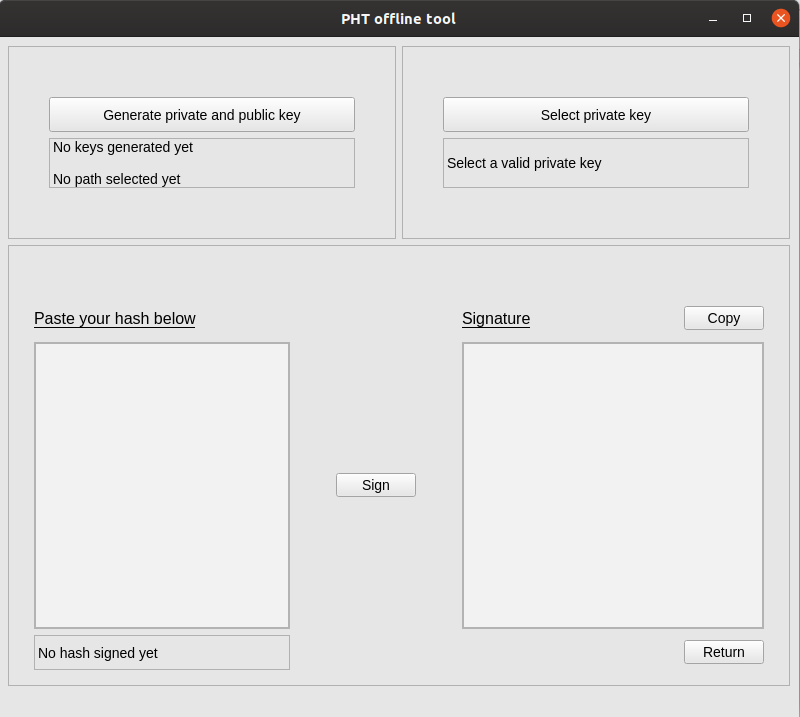 PHT offline tool
Generate private and public key
No keys generated yet
No path selected yet
Select private key
Select a valid private key
Paste your hash below
Signature
Copy
Sign
No hash signed yet
Return